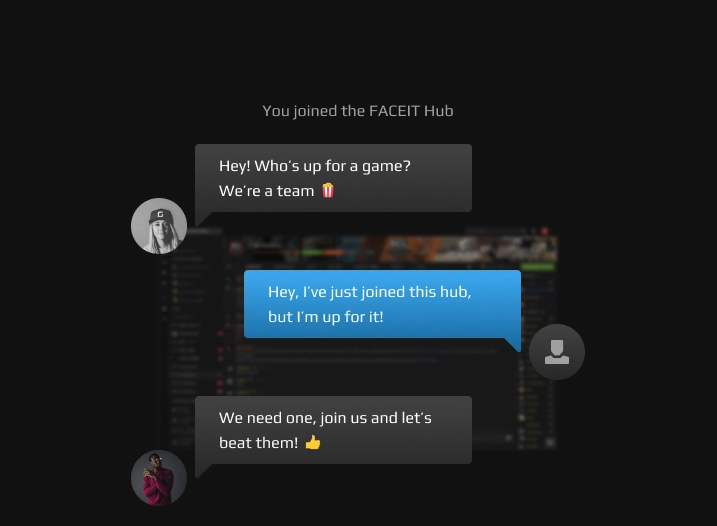 You joined the FACEIT Hub
Hey! Who's up for a game?
We're a team 🍿
Hey, I've just joined this hub,
but I'm up for it!
We need one, join us and let's
beat them! 👍